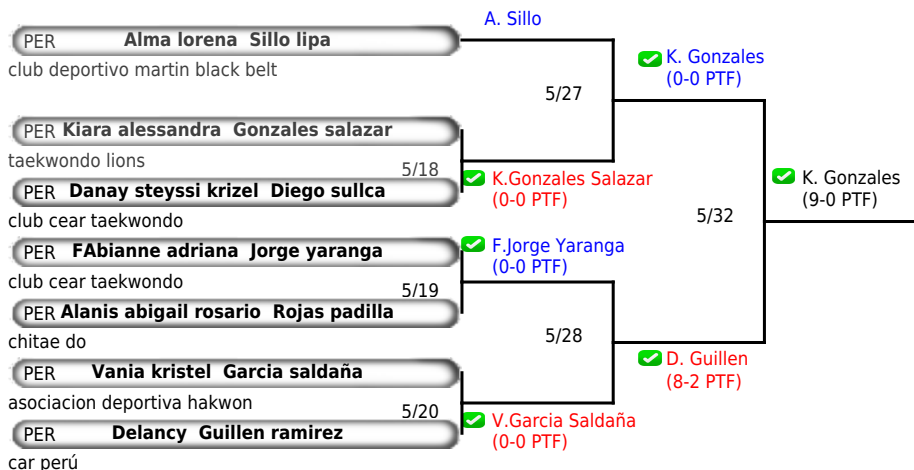 A. Sillo
PER Alma lorena Sillo lipa
club deportivo martin black belt
K. Gonzales
(0-0 PTF)
5/27
PER Kiara alessandra Gonzales salazar
taekwondo lions
5/18
K.Gonzales Salazar
(0-0 PTF)
K. Gonzales
(9-0 PTF)
PER Danay steyssi krizel Diego sullca
club cear taekwondo
5/32
PER FAbianne adriana Jorge yaranga
F.Jorge Yaranga
(0-0 PTF)
club cear taekwondo
5/19
PER Alanis abigail rosario Rojas padilla
chitae do
5/28
D. Guillen
(8-2 PTF)
PER Vania kristel Garcia saldaña
asociacion deportiva hakwon
5/20
V.Garcia Saldaña
(0-0 PTF)
PER Delancy Guillen ramirez
car perú